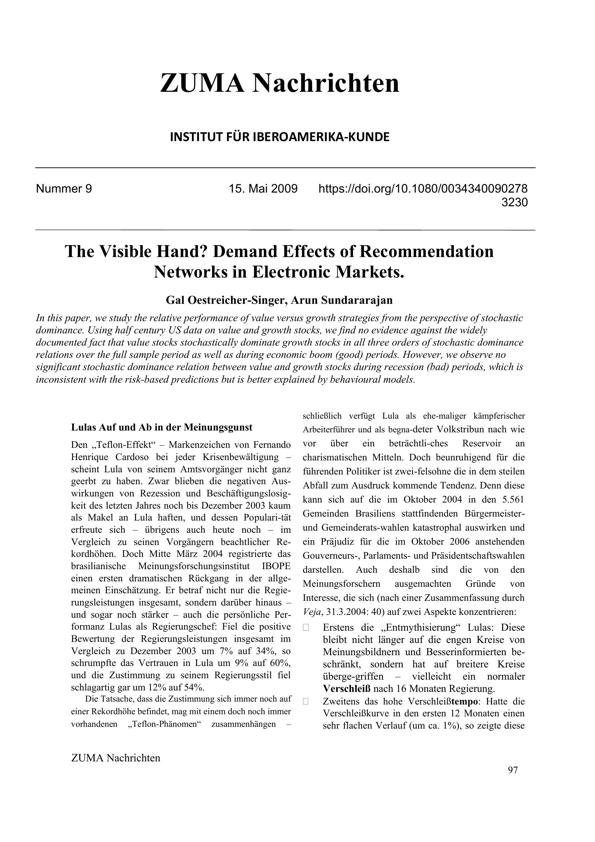 ZUMA Nachrichten
INSTITUT FÜR IBEROAMERIKA-KUNDE
Nummer 9 15. Mai 2009 https://doi.org/10.1080/0034340090278
3230
The Visible Hand? Demand Effects of Recommendation
Networks in Electronic Markets.
Gal Oestreicher-Singer, Arun Sundararajan
In this paper, we study the relative performance of value versus growth strategies from the perspective of stochastic
dominance. Using half century US data on value and growth stocks, we find no evidence against the widely
documented fact that value stocks stochastically dominate growth stocks in all three orders of stochastic dominance
relations over the full sample period as well as during economic boom (good) periods. However, we observe no
significant stochastic dominance relation between value and growth stocks during recession (bad) periods, which is
inconsistent with the risk-based predictions but is better explained by behavioural models.
Lulas Auf und Ab in der Meinungsgunst
Den „Teflon-Effekt“ – Markenzeichen von Fernando
Henrique Cardoso bei jeder Krisenbewältigung –
scheint Lula von seinem Amtsvorgänger nicht ganz
geerbt zu haben. Zwar blieben die negativen Aus-
wirkungen von Rezession und Beschäftigungslosig-
keit des letzten Jahres noch bis Dezember 2003 kaum
als Makel an Lula haften, und dessen Populari-tät
erfreute sich – übrigens auch heute noch – im
Vergleich zu seinen Vorgängern beachtlicher Re-
kordhöhen. Doch Mitte März 2004 registrierte das
brasilianische Meinungsforschungsinstitut IBOPE
einen ersten dramatischen Rückgang in der allge-
meinen Einschätzung. Er betraf nicht nur die Regie-
rungsleistungen insgesamt, sondern darüber hinaus –
und sogar noch stärker – auch die persönliche Per-
formanz Lulas als Regierungschef: Fiel die positive
Bewertung der Regierungsleistungen insgesamt im
Vergleich zu Dezember 2003 um 7% auf 34%, so
schrumpfte das Vertrauen in Lula um 9% auf 60%,
und die Zustimmung zu seinem Regierungsstil fiel
schlagartig gar um 12% auf 54%.
Die Tatsache, dass die Zustimmung sich immer noch auf
einer Rekordhöhe befindet, mag mit einem doch noch immer
vorhandenen „Teflon-Phänomen“ zusammenhängen –
schließlich verfügt Lula als ehe-maliger kämpferischer
Arbeiterführer und als begna-deter Volkstribun nach wie
vor über ein beträchtli-ches Reservoir an
charismatischen Mitteln. Doch beunruhigend für die
führenden Politiker ist zwei-felsohne die in dem steilen
Abfall zum Ausdruck kommende Tendenz. Denn diese
kann sich auf die im Oktober 2004 in den 5.561
Gemeinden Brasiliens stattfindenden Bürgermeister-
und Gemeinderats-wahlen katastrophal auswirken und
ein Präjudiz für die im Oktober 2006 anstehenden
Gouverneurs-, Parlaments- und Präsidentschaftswahlen
darstellen. Auch deshalb sind die von den
Meinungsforschern ausgemachten Gründe von
Interesse, die sich (nach einer Zusammenfassung durch
Veja, 31.3.2004: 40) auf zwei Aspekte konzentrieren:
Erstens die „Entmythisierung“ Lulas: Diese
bleibt nicht länger auf die engen Kreise von
Meinungsbildnern und Besserinformierten be-
schränkt, sondern hat auf breitere Kreise
überge-griffen – vielleicht ein normaler
Verschleiß nach 16 Monaten Regierung.
Zweitens das hohe Verschleißtempo: Hatte die
Verschleißkurve in den ersten 12 Monaten einen
sehr flachen Verlauf (um ca. 1%), so zeigte diese
ZUMA Nachrichten
97